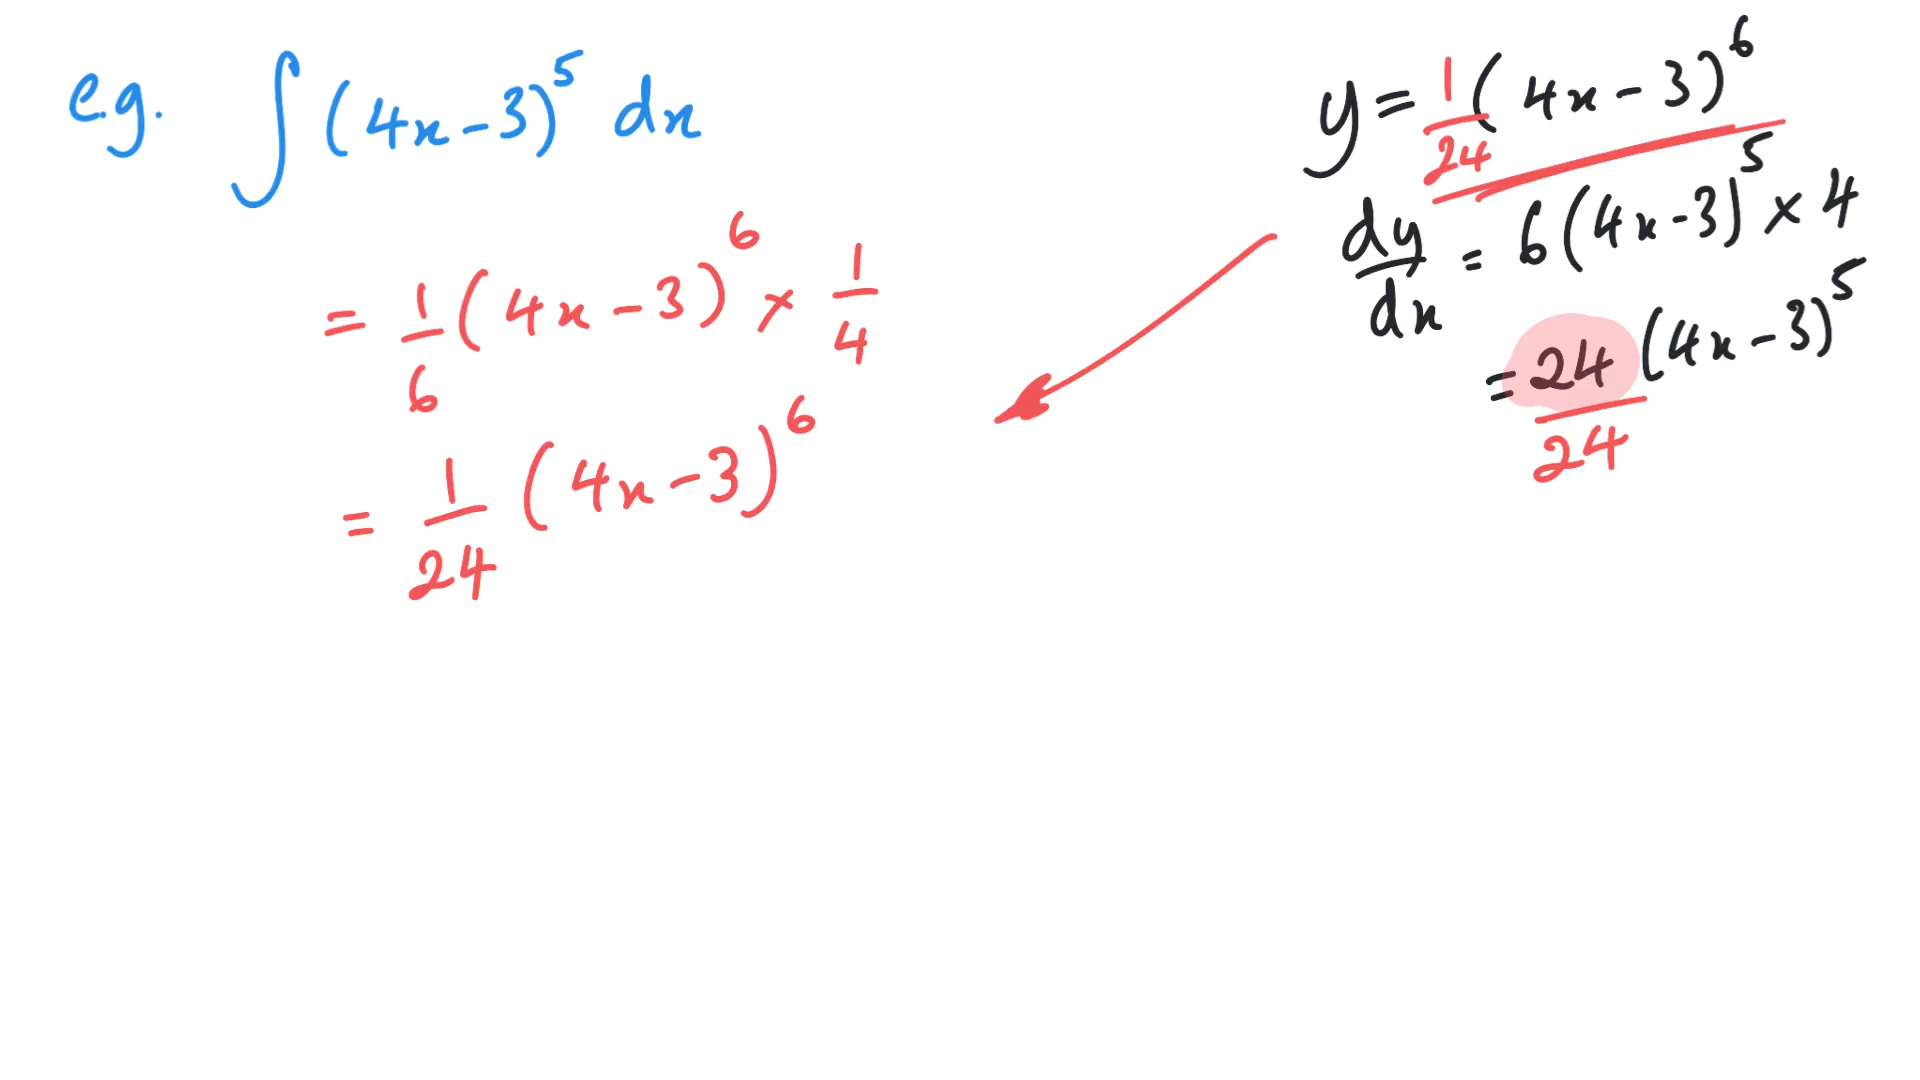 e.g. ∫ (4x-3)^5 dx
= 1/6 (4x-3)^6 × 1/4
= 1/24 (4x-3)^6
y = 1/24 (4x-3)^6
dy/dx = 6(4x-3)^5 × 4
= 24/24 (4x-3)^5